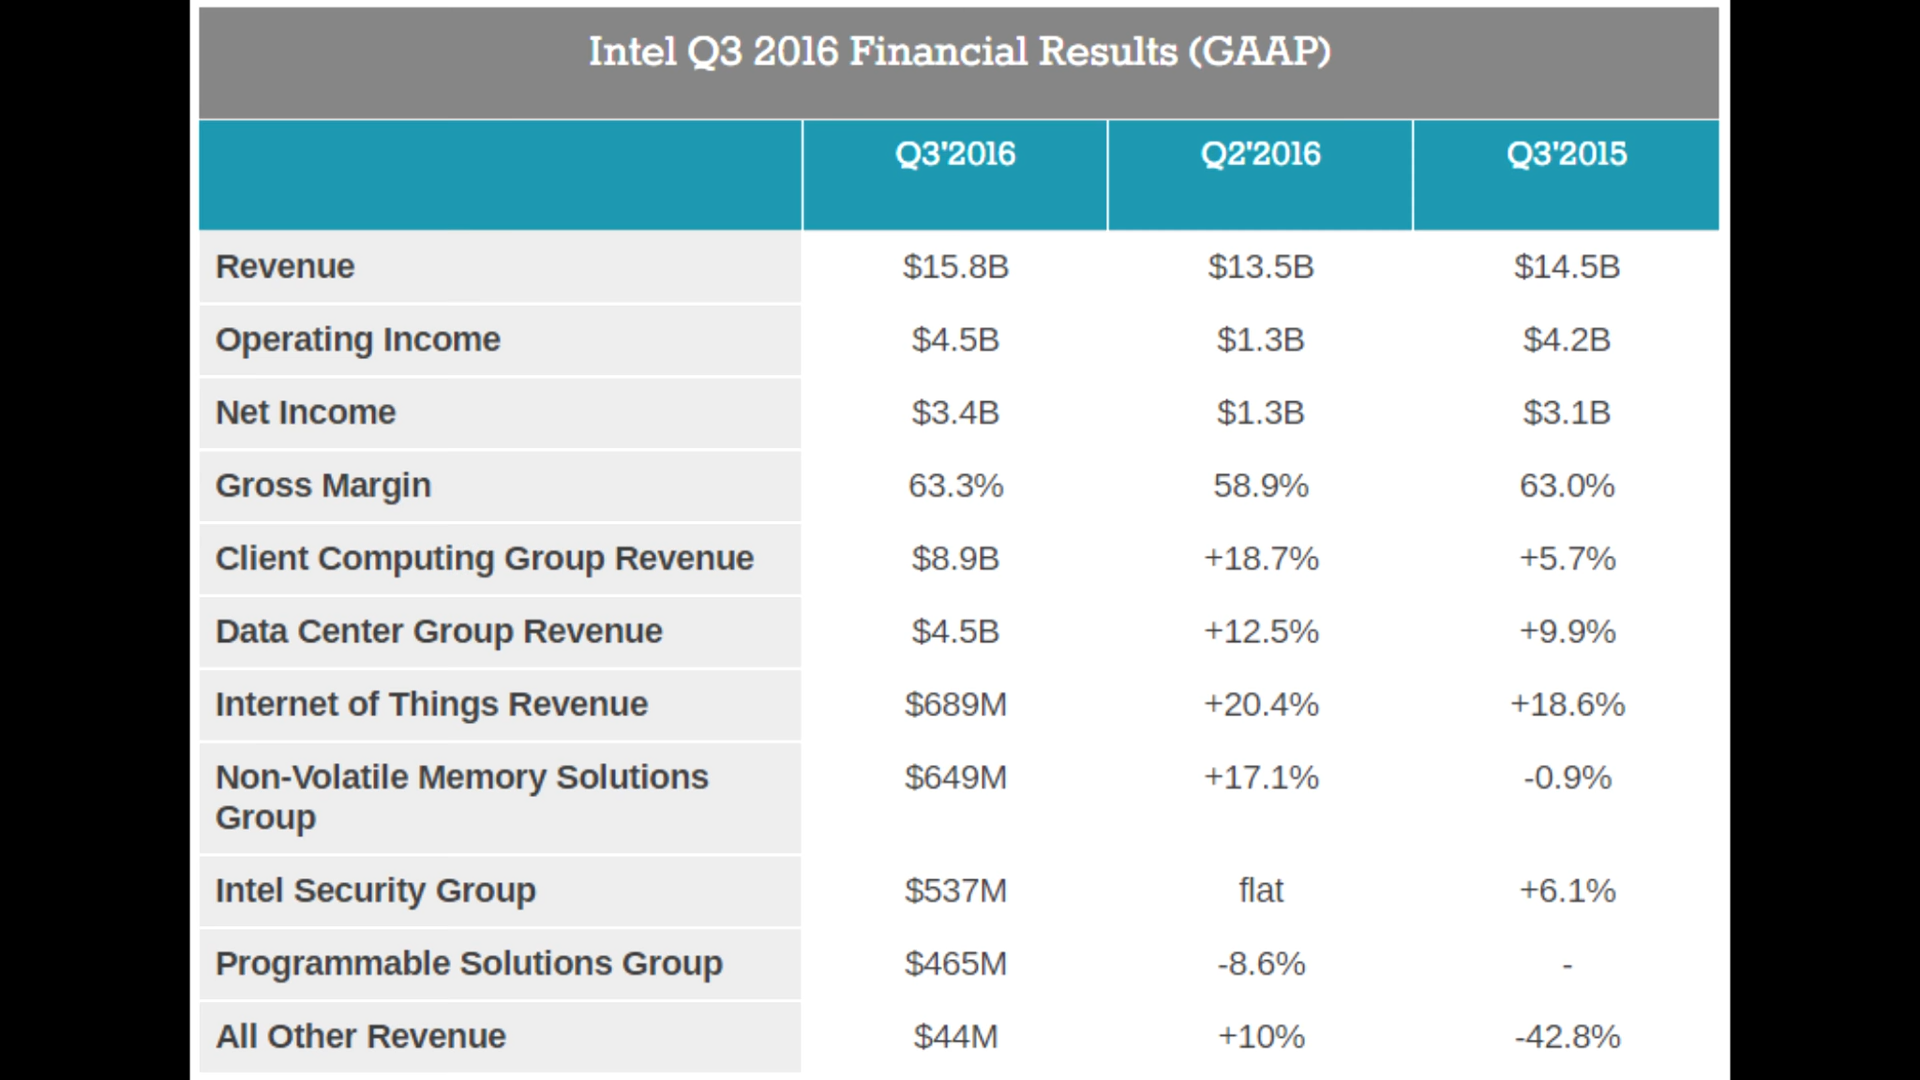 Intel Q3 2016 Financial Results (GAAP)
Q3'2016 Q2'2016 Q3'2015
Revenue $15.8B $13.5B $14.5B
Operating Income $4.5B $1.3B $4.2B
Net Income $3.4B $1.3B $3.1B
Gross Margin 63.3% 58.9% 63.0%
Client Computing Group Revenue $8.9B +18.7% +5.7%
Data Center Group Revenue $4.5B +12.5% +9.9%
Internet of Things Revenue $689M +20.4% +18.6%
Non-Volatile Memory Solutions $649M +17.1% -0.9%
Group
Intel Security Group $537M flat +6.1%
Programmable Solutions Group $465M -8.6% -
All Other Revenue $44M +10% -42.8%